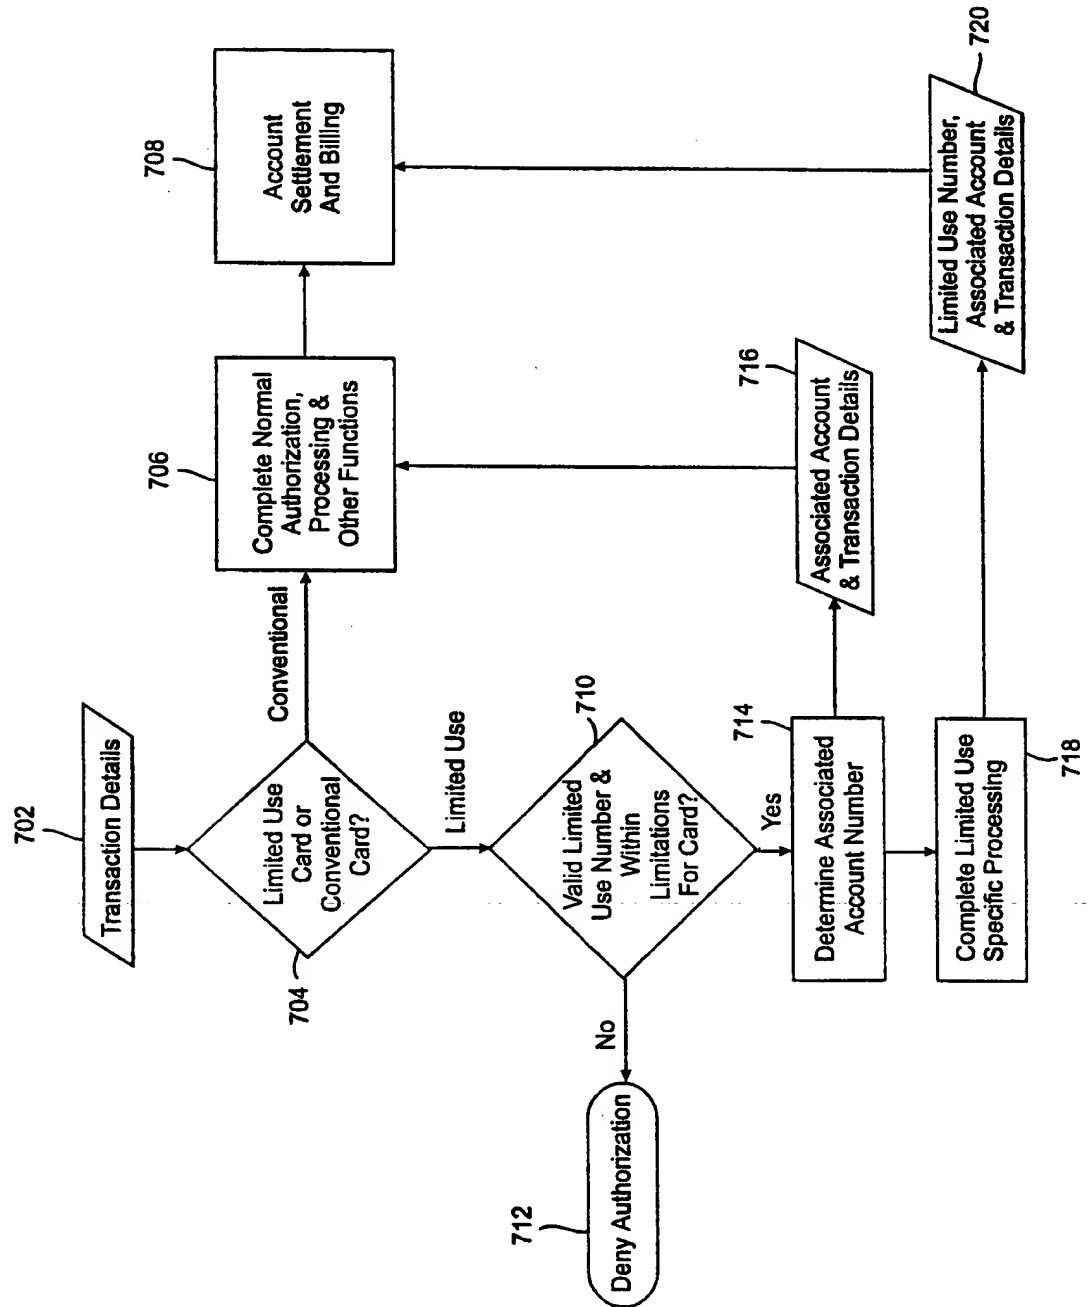 702
Transaction Details
704
Limited Use
Card or
Conventional
Card?
Conventional
706
Complete Normal
Authorization,
Processing &
Other Functions
708
Account
Settlement
And Billing
Limited Use
710
Valid Limited
Use Number &
Within
Limitations
For Card?
No
712
Deny Authorization
Yes
714
Determine Associated
Account Number
716
Associated Account
& Transaction Details
718
Complete Limited Use
Specific Processing
720
Limited Use Number,
Associated Account
& Transaction Details